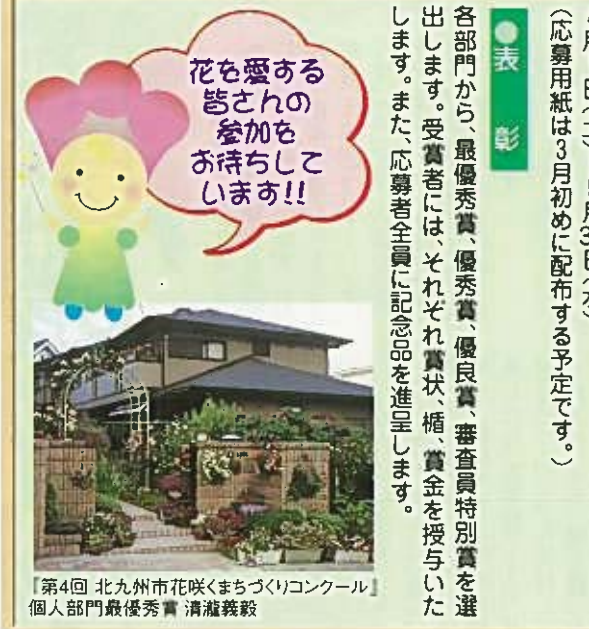 （応募用紙は3月初めに配布する予定です。）
●表　彰
各部門から、最優秀賞、優秀賞、優良賞、審査員特別賞を選
出します。受賞者には、それぞれ賞状、楯、賞金を授与いた
します。また、応募者全員に記念品を進呈します。
花を愛する
皆さんの
参加を
お待ちして
います!!
『第4回 北九州市花咲くまちづくりコンクール』
個人部門最優秀賞 清瀧義毅